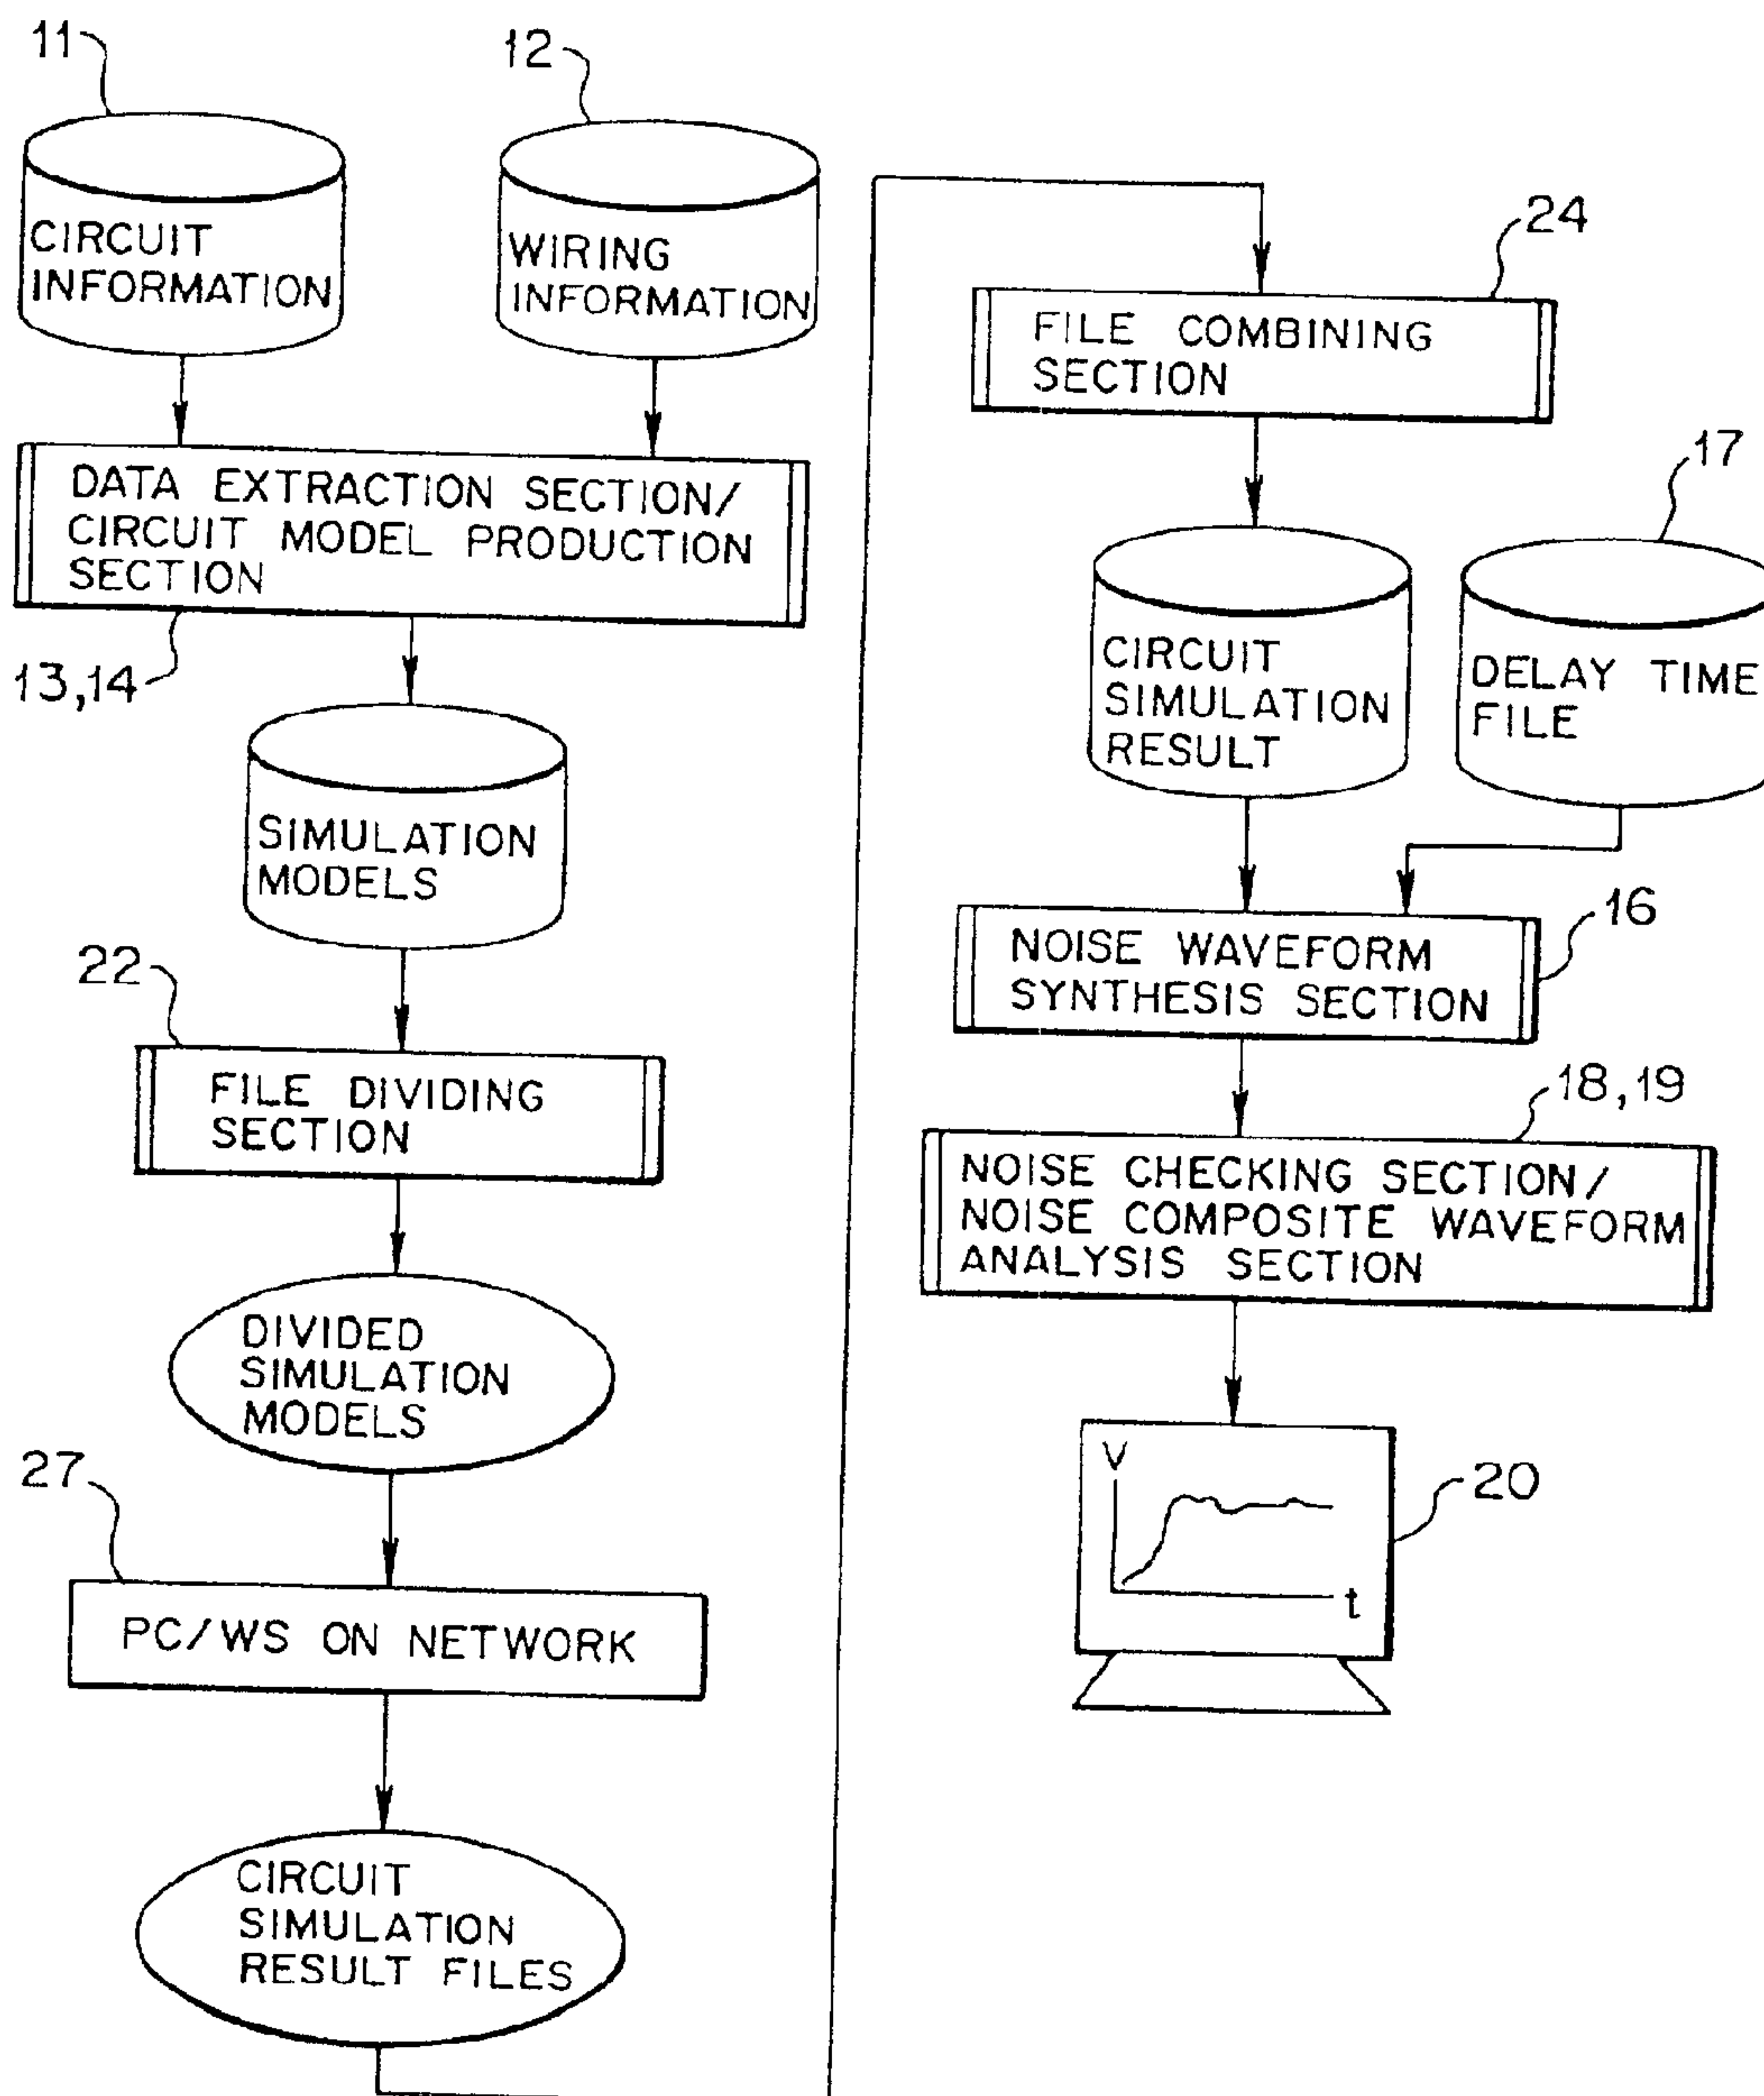 11
12
CIRCUIT
INFORMATION
WIRING
INFORMATION
DATA EXTRACTION SECTION/
CIRCUIT MODEL PRODUCTION
SECTION
13,14
SIMULATION
MODELS
22
FILE DIVIDING
SECTION
DIVIDED
SIMULATION
MODELS
27
PC/WS ON NETWORK
CIRCUIT
SIMULATION
RESULT FILES
24
FILE COMBINING
SECTION
17
CIRCUIT
SIMULATION
RESULT
DELAY TIME
FILE
16
NOISE WAVEFORM
SYNTHESIS SECTION
18,19
NOISE CHECKING SECTION/
NOISE COMPOSITE WAVEFORM
ANALYSIS SECTION
V
t
20